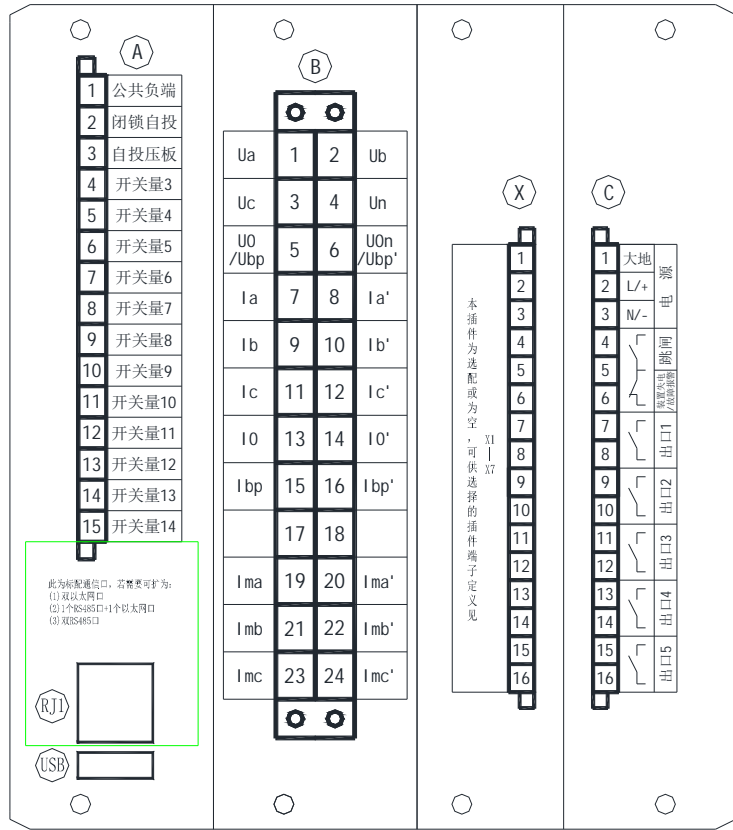 A
1 公共负端
2 闭锁自投
3 自投压板
4 开关量3
5 开关量4
6 开关量5
7 开关量6
8 开关量7
9 开关量8
10 开关量9
11 开关量10
12 开关量11
13 开关量12
14 开关量13
15 开关量14
此为标配通信口，若需要可扩为:
(1)双以太网口
(2)1个RS485口+1个以太网口
(3)双RS485口
RJ1
USB
B
Ua 1 2 Ub
Uc 3 4 Un
U0 /Ubp 5 6 U0n /Ubp'
Ia 7 8 Ia'
Ib 9 10 Ib'
Ic 11 12 Ic'
I0 13 14 I0'
Ibp 15 16 Ibp'
17 18
Ima 19 20 Ima'
Imb 21 22 Imb'
Imc 23 24 Imc'
X
本插件为选配或为空，可供选择的插件端子定义见
X1
X7
1
2
3
4
5
6
7
8
9
10
11
12
13
14
15
16
C
1 大地
2 L/+
3 N/-
电源
4
5
6
跳闸
装置失电
/故障报警
7
8
出口1
9
10
出口2
11
12
出口3
13
14
出口4
15
16
出口5